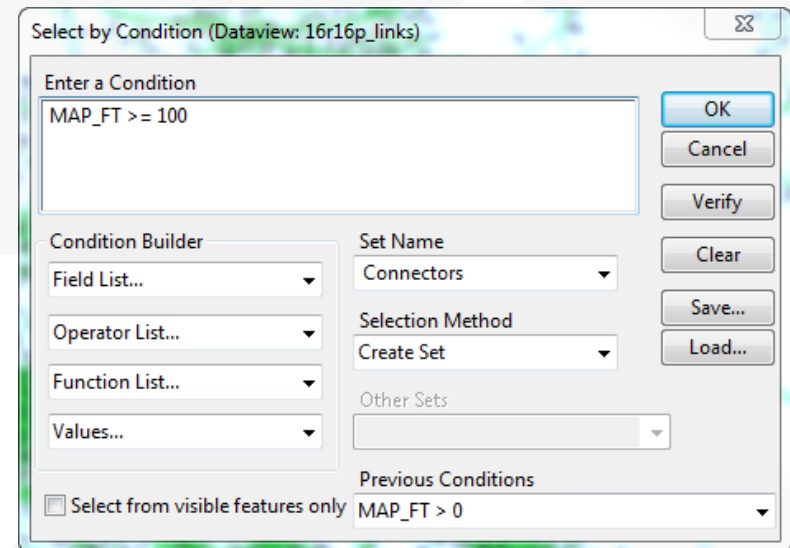 Select by Condition (Dataview: 16r16p_links)
Enter a Condition
MAP_FT >= 100
OK
Cancel
Verify
Clear
Save...
Load...
Condition Builder
Field List...
Operator List...
Function List...
Values...
Set Name
Connectors
Selection Method
Create Set
Other Sets
Select from visible features only
Previous Conditions
MAP_FT > 0